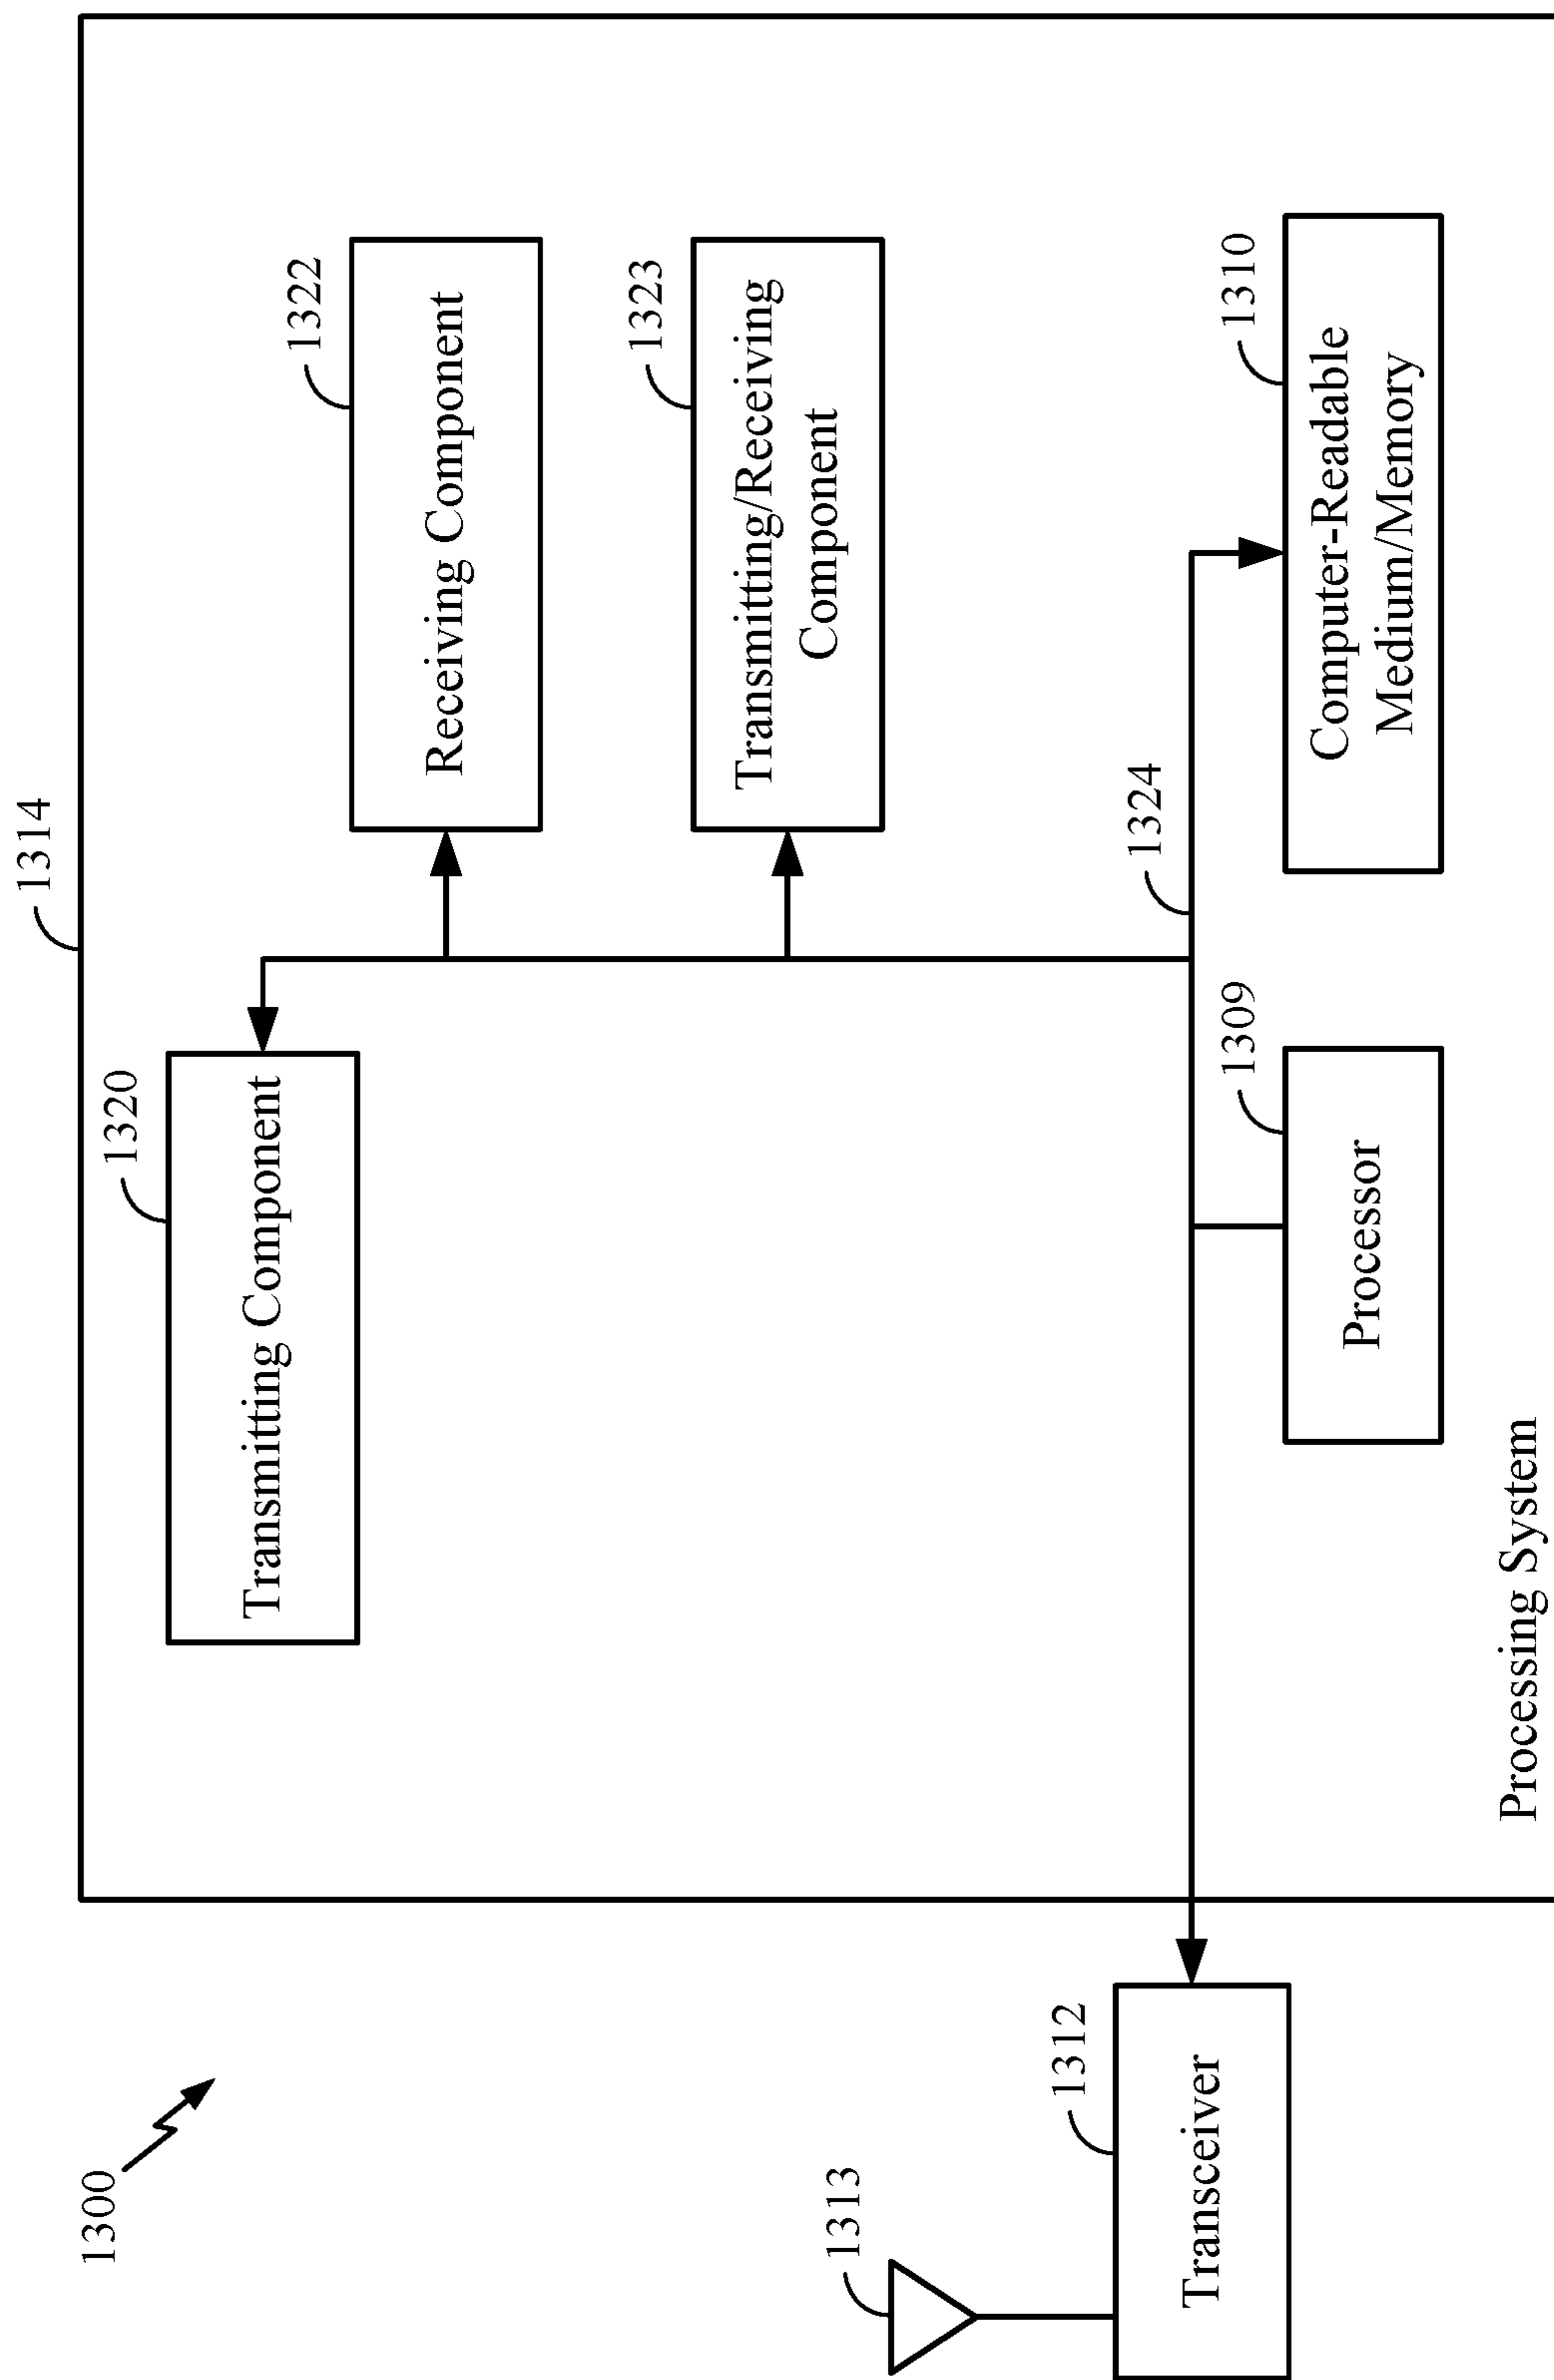 1300
1314
1320
Transmitting Component
1322
Receiving Component
1323
Transmitting/Receiving
Component
1313
1312
Transceiver
1324
1309
Processor
1310
Computer-Readable
Medium/Memory
Processing System